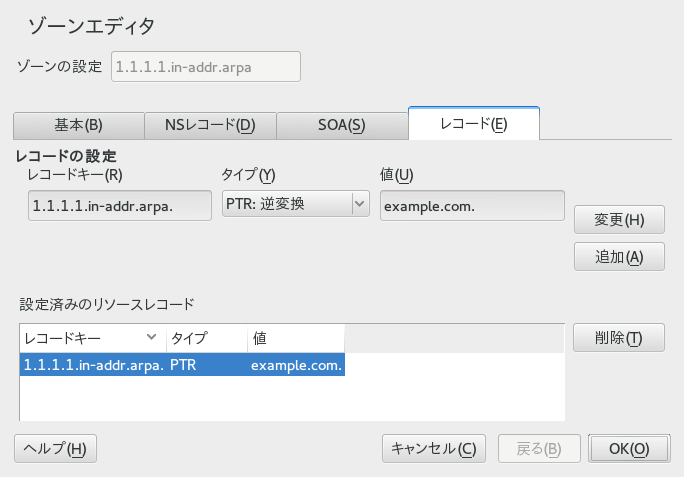 ゾーンエディタ
ゾーンの設定 1.1.1.1.in-addr.arpa
基本(B) NSレコード(D) SOA(S) レコード(E)
レコードの設定
レコードキー(R) タイプ(Y) 値(U)
1.1.1.1.in-addr.arpa. PTR: 逆変換 example.com.
変更(H)
追加(A)
設定済みのリソースレコード
レコードキー タイプ 値 削除(T)
1.1.1.1.in-addr.arpa. PTR example.com.
ヘルプ(H) キャンセル(C) 戻る(B) OK(O)